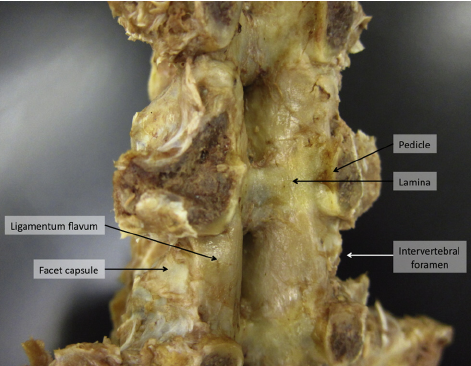 Pedicle
Lamina
Ligamentum flavum
Facet capsule
Intervertebral
foramen